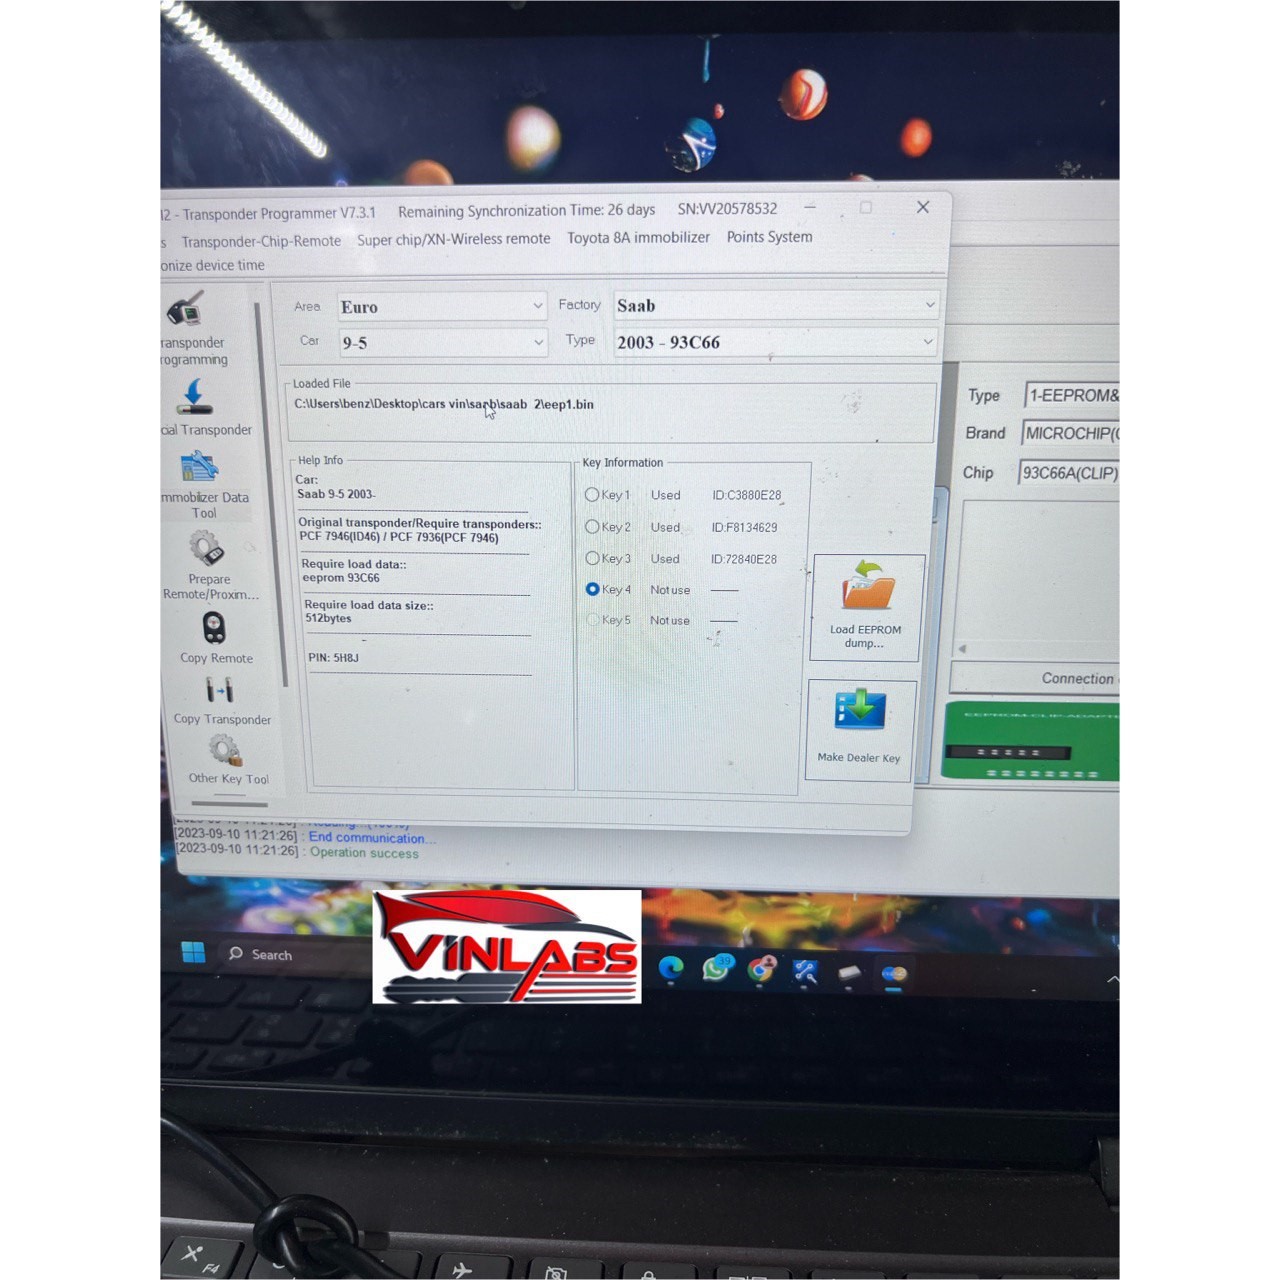 2 - Transponder Programmer V7.3.1 Remaining Synchronization Time: 26 days SN:VV20578532
s Transponder-Chip-Remote Super chip/XN-Wireless remote Toyota 8A immobilizer Points System
onize device time
ransponder
rogramming
cial Transponder
mmobilizer Data
Tool
Prepare
Remote/Proxim...
Copy Remote
Copy Transponder
Other Key Tool
Area Euro Factory Saab
Car 9-5 Type 2003 - 93C66
Loaded File
C:\Users\benz\Desktop\cars vin\sarb\saab 2\eep1.bin
Help Info
Car:
Saab 9-5 2003-
Original transponder/Require transponders::
PCF 7946(ID46) / PCF 7936(PCF 7946)
Require load data::
eeprom 93C66
Require load data size::
512bytes
PIN: 5H8J
Key Information
Key 1 Used ID:C3880E28
Key 2 Used ID:F8134629
Key 3 Used ID:72840E28
Key 4 Not use
Key 5 Not use
Load EEPROM
dump...
Make Dealer Key
Type 1-EEPROM&
Brand MICROCHIP(
Chip 93C66A(CLIP)
Connection
EEPROM-CLIP-ADAPTE
[2023-09-10 11:21:26] : End communication...
[2023-09-10 11:21:26] : Operation success
VINLABS
Search
39
F4